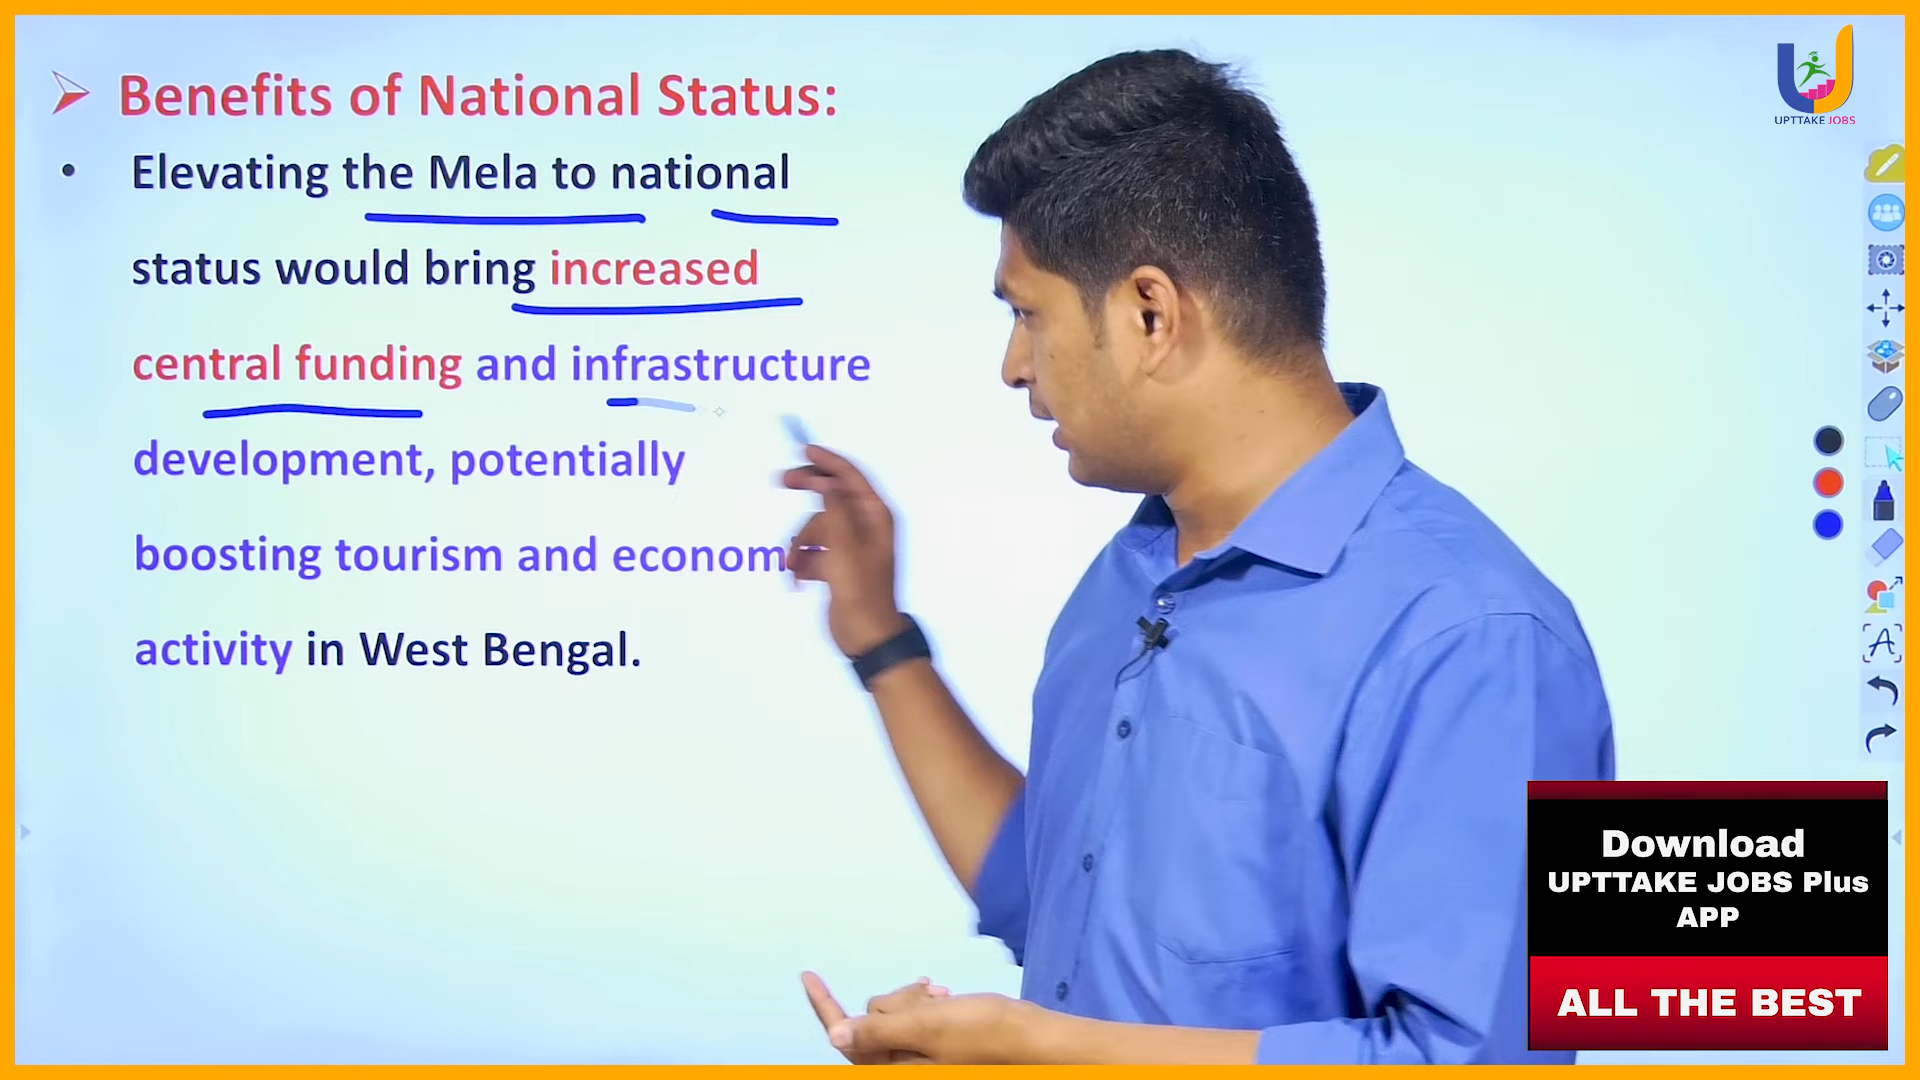 Benefits of National Status:
• Elevating the Mela to national
status would bring increased
central funding and infrastructure
development, potentially
boosting tourism and econom
activity in West Bengal.
UPTTAKE JOBS
Download
UPTTAKE JOBS Plus
APP
ALL THE BEST